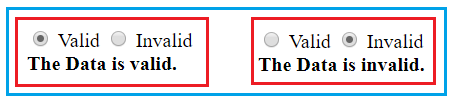 Valid Invalid
The Data is valid.
Valid Invalid
The Data is invalid.